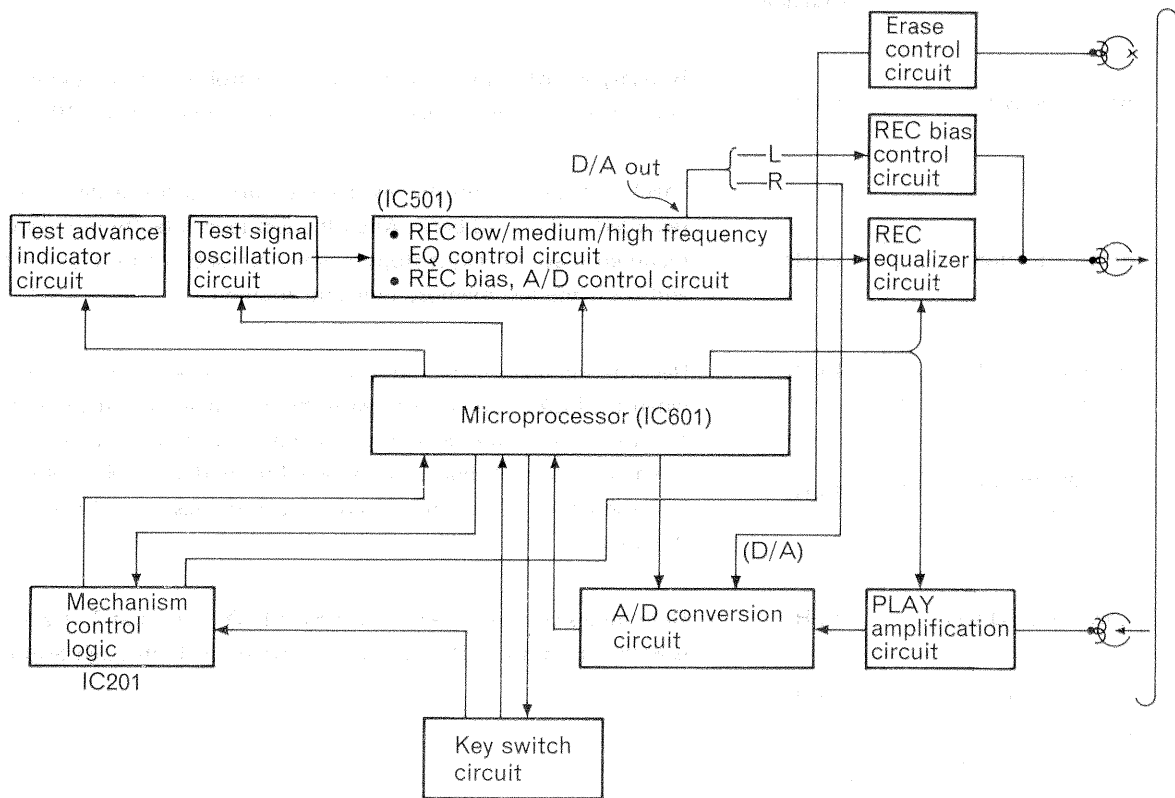 Erase
control
circuit
REC bias
control
circuit
D/A out
L
R
(IC501)
Test advance
indicator
circuit
Test signal
oscillation
circuit
• REC low/medium/high frequency
EQ control circuit
• REC bias, A/D control circuit
REC
equalizer
circuit
Microprocessor (IC601)
(D/A)
Mechanism
control
logic
IC201
A/D conversion
circuit
PLAY
amplification
circuit
Key switch
circuit